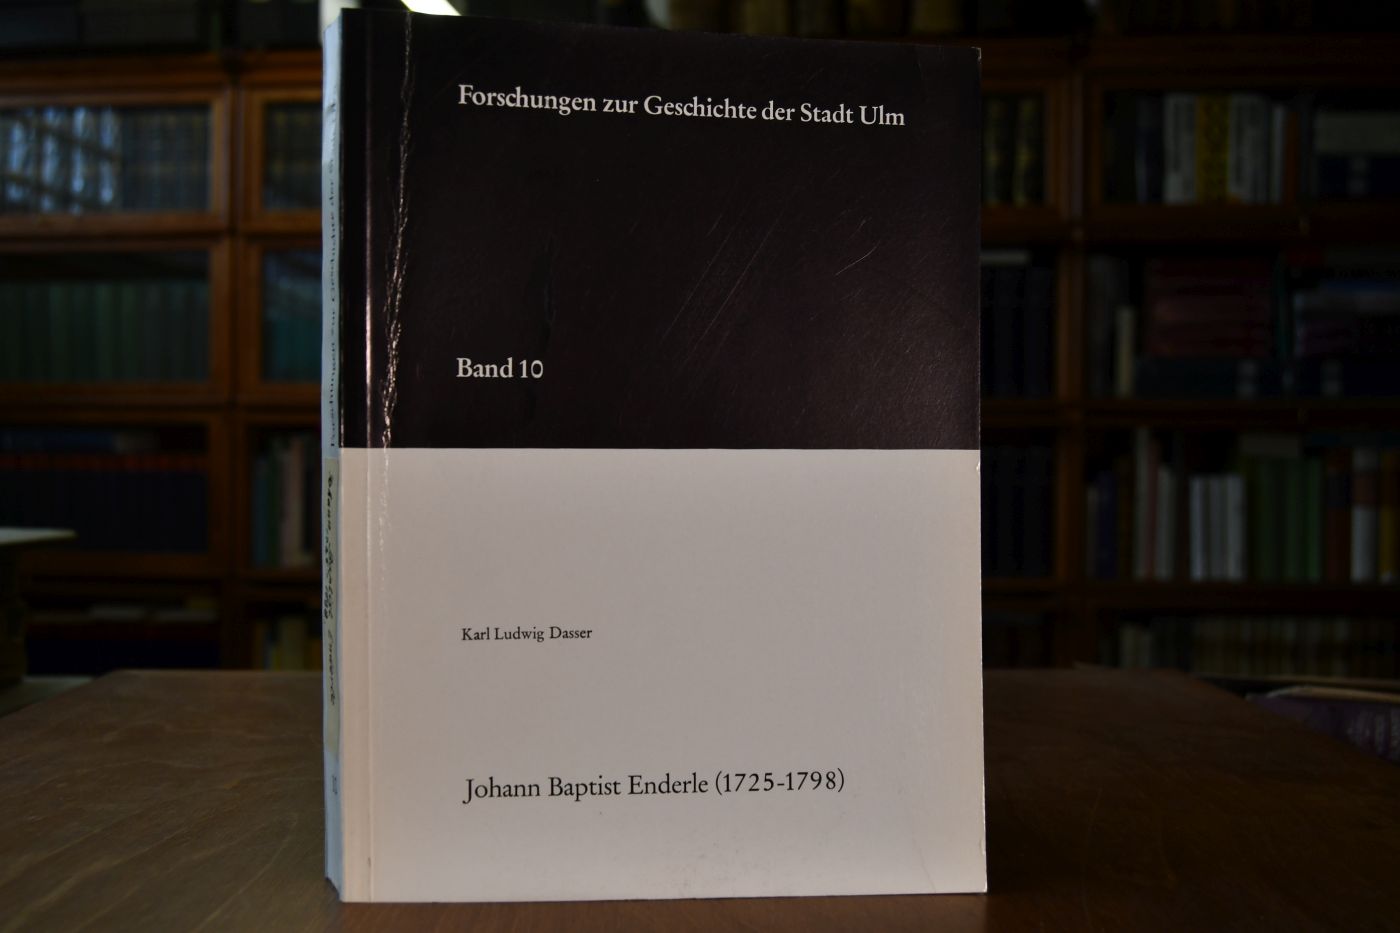 Forschungen zur Geschichte der Stadt Ulm
Band 10
Karl Ludwig Dasser
Johann Baptist Enderle (1725-1798)